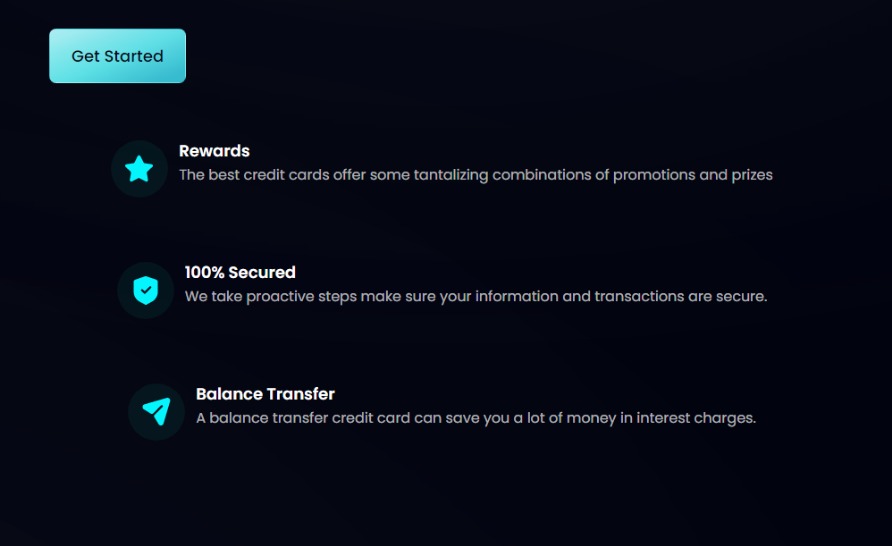 Get Started
Rewards
The best credit cards offer some tantalizing combinations of promotions and prizes
100% Secured
We take proactive steps make sure your information and transactions are secure.
Balance Transfer
A balance transfer credit card can save you a lot of money in interest charges.